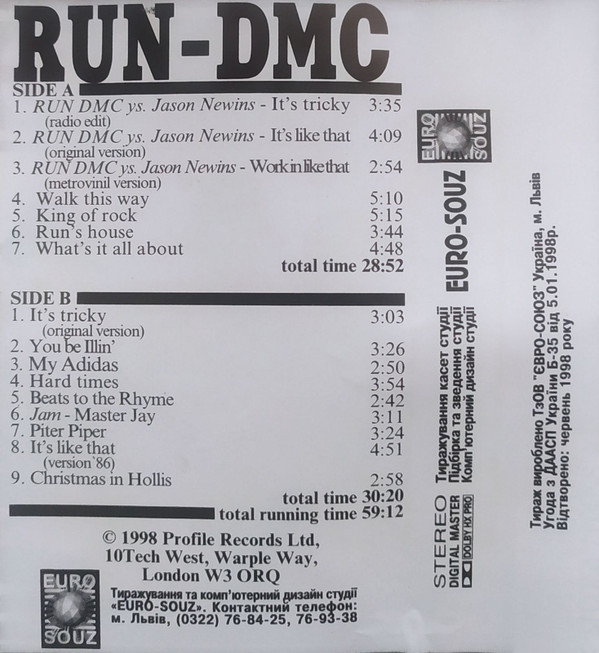 RUN-DMC
SIDE A
1. RUN DMC vs. Jason Newins - It's tricky 3:35
(radio edit)
2. RUN DMC vs. Jason Newins - It's like that 4:09
(original version)
3. RUN DMC vs. Jason Newins - Work in like that 2:54
(metrovinil version)
4. Walk this way 5:10
5. King of rock 5:15
6. Run's house 3:44
7. What's it all about 4:48
total time 28:52
SIDE B
1. It's tricky 3:03
(original version)
2. You be Illin' 3:26
3. My Adidas 2:50
4. Hard times 3:54
5. Beats to the Rhyme 2:42
6. Jam - Master Jay 3:11
7. Piter Piper 3:24
8. It's like that 4:51
(version'86)
9. Christmas in Hollis 2:58
total time 30:20
total running time 59:12
© 1998 Profile Records Ltd,
10Tech West, Warple Way,
London W3 ORQ
EURO
SOUZ
Тиражування та комп'ютерний дизайн студії
«EURO-SOUZ». Контактний телефон:
м. Львів, (0322) 76-84-25, 76-93-38
EURO
SOUZ
EURO-SOUZ
Тиражування касет студії
Підбірка та зведення студії
Комп'ютерний дизайн студії
STEREO
DIGITAL MASTER
DOLBY HX PRO
Тираж вироблено ТзОВ "ЄВРО-СОЮЗ" Україна, м. Львів
Угода з ДААСП України Б-35 від 5.01.1998р.
Відтворено: червень 1998 року